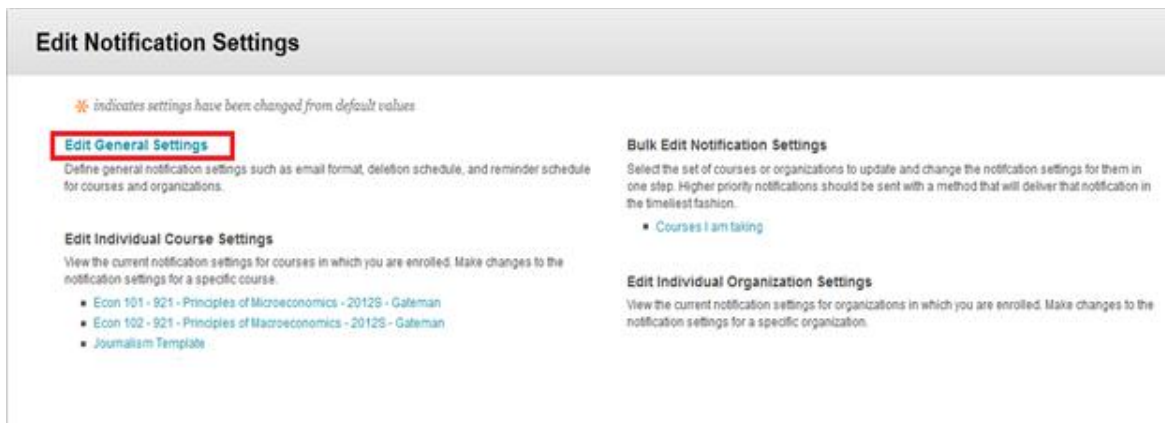 Edit Notification Settings
indicates settings have been changed from default values
Edit General Settings
Define general notification settings such as email format, deletion schedule, and reminder schedule
for courses and organizations.
Edit Individual Course Settings
View the current notification settings for courses in which you are enrolled. Make changes to the
notification settings for a specific course.
Econ 101 - 921 - Principles of Microeconomics - 2012S - Gateman
Econ 102 - 921 - Principles of Macroeconomics - 2012S - Gateman
Journalism Template
Bulk Edit Notification Settings
Select the set of courses or organizations to update and change the notifcation settings for them in
one step. Higher priority notifications should be sent with a method that will deliver that notification in
the timeliest fashion.
Courses I am taking
Edit Individual Organization Settings
View the current notification settings for organizations in which you are enrolled. Make changes to the
notification settings for a specific organization.